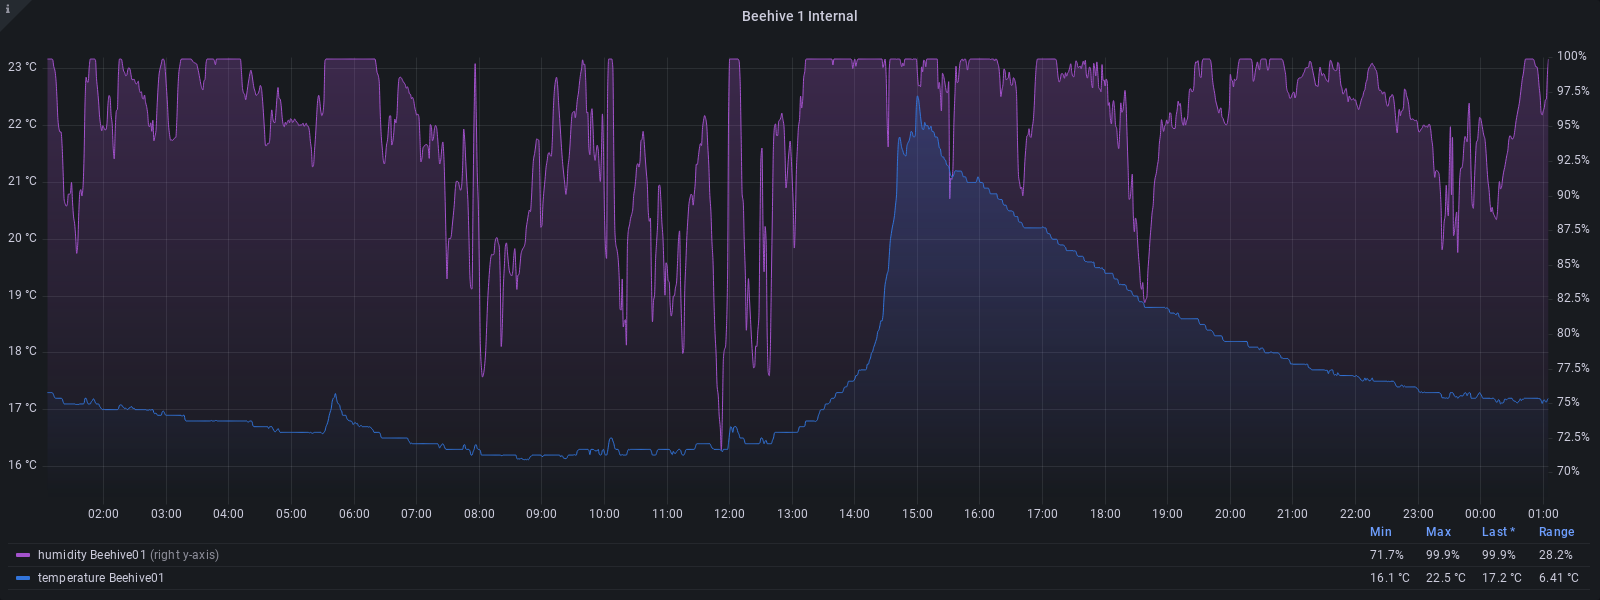 i
Beehive 1 Internal
23 °C
22 °C
21 °C
20 °C
19 °C
18 °C
17 °C
16 °C
100%
97.5%
95%
92.5%
90%
87.5%
85%
82.5%
80%
77.5%
75%
72.5%
70%
02:00 03:00 04:00 05:00 06:00 07:00 08:00 09:00 10:00 11:00 12:00 13:00 14:00 15:00 16:00 17:00 18:00 19:00 20:00 21:00 22:00 23:00 00:00 01:00
Min Max Last * Range
humidity Beehive01 (right y-axis) 71.7% 99.9% 99.9% 28.2%
temperature Beehive01 16.1 °C 22.5 °C 17.2 °C 6.41 °C